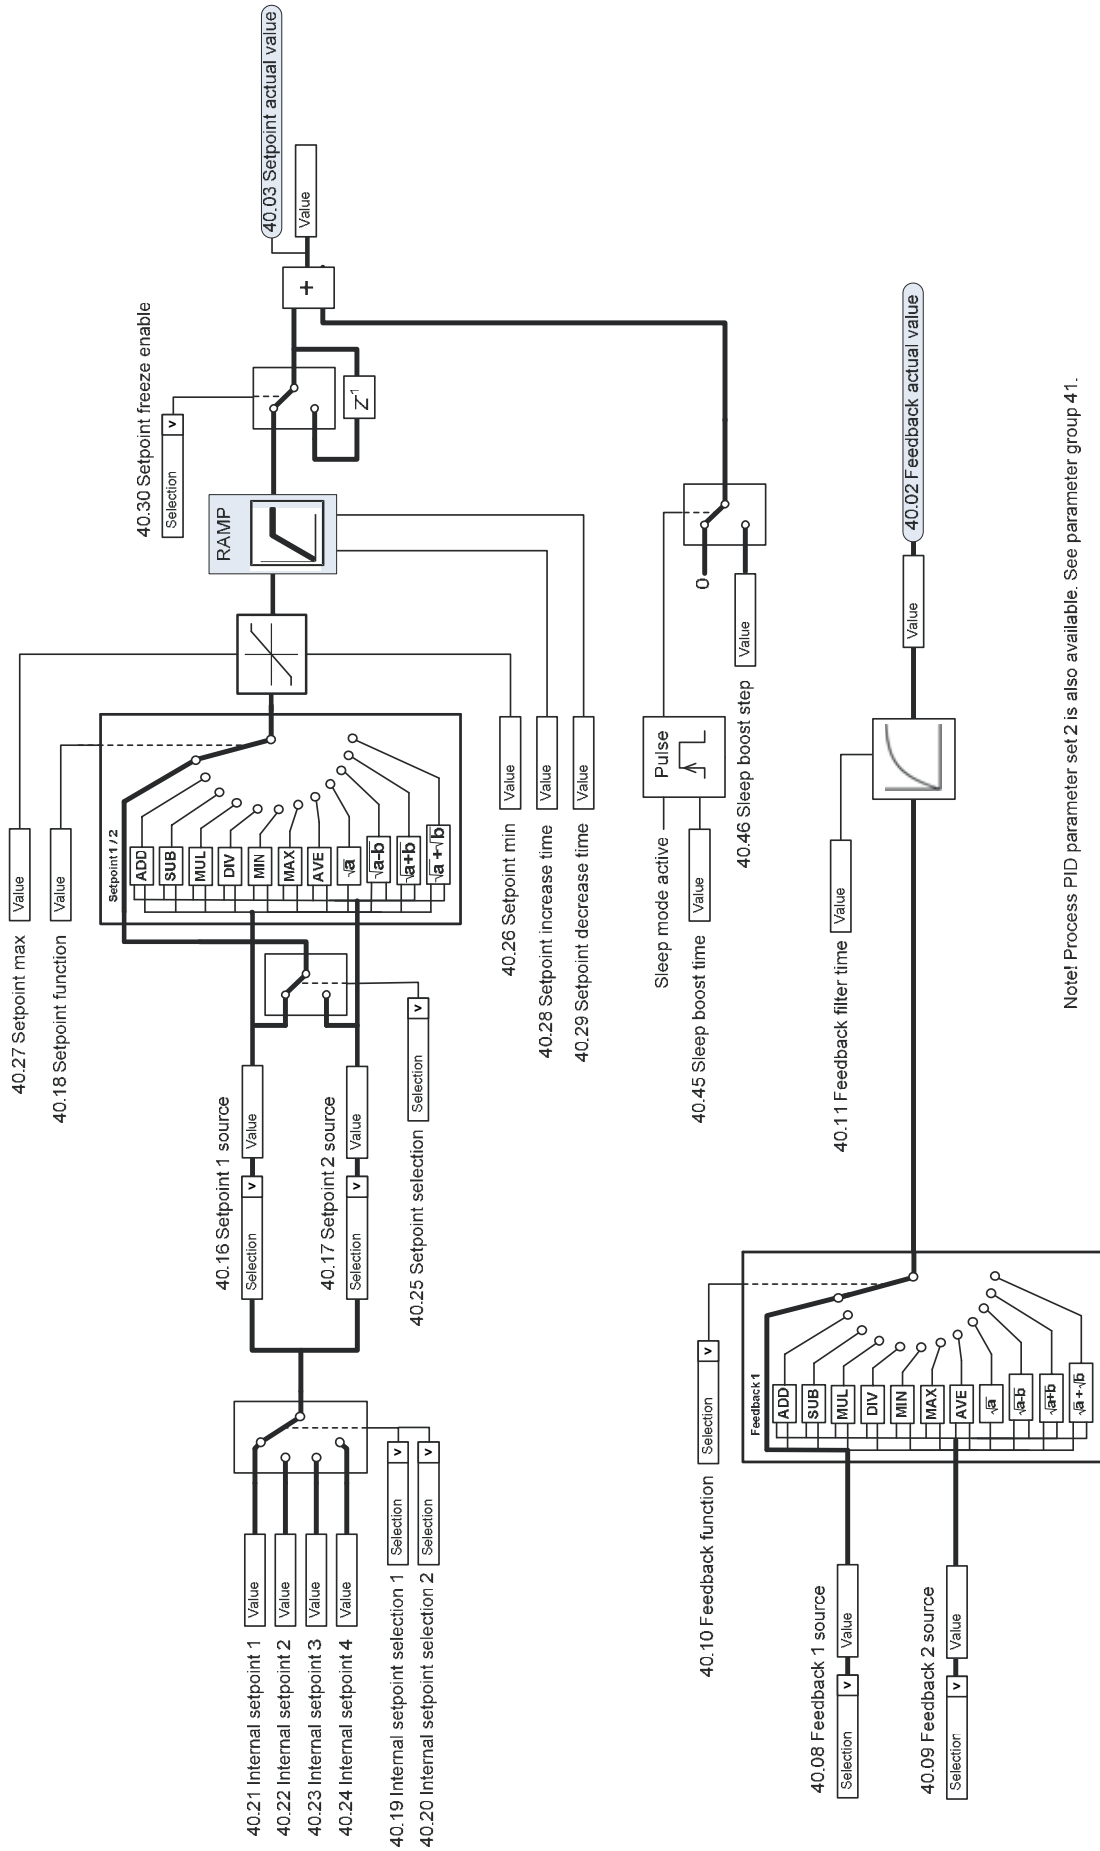 40.21 Internal setpoint 1
Value
40.22 Internal setpoint 2
Value
40.23 Internal setpoint 3
Value
40.24 Internal setpoint 4
Value
40.19 Internal setpoint selection 1
Selection
v
40.20 Internal setpoint selection 2
Selection
v
40.16 Setpoint 1 source
Selection
v
Value
40.17 Setpoint 2 source
Selection
v
Value
40.25 Setpoint selection
Selection
v
40.27 Setpoint max
Value
40.18 Setpoint function
Value
Setpoint 1 / 2
ADD
SUB
MUL
DIV
MIN
MAX
AVE
√a
√a-b
√a+b
√a+√b
40.26 Setpoint min
Value
40.28 Setpoint increase time
Value
40.29 Setpoint decrease time
Value
RAMP
40.30 Setpoint freeze enable
Selection
v
Z-1
+
40.03 Setpoint actual value
Value
Sleep mode active
40.45 Sleep boost time
Value
Pulse
0
40.46 Sleep boost step
Value
40.08 Feedback 1 source
Selection
v
Value
40.09 Feedback 2 source
Selection
v
Value
40.10 Feedback function
Selection
v
Feedback 1
ADD
SUB
MUL
DIV
MIN
MAX
AVE
√a
√a-b
√a+b
√a+√b
40.11 Feedback filter time
Value
Value
40.02 Feedback actual value
Note! Process PID parameter set 2 is also available. See parameter group 41.